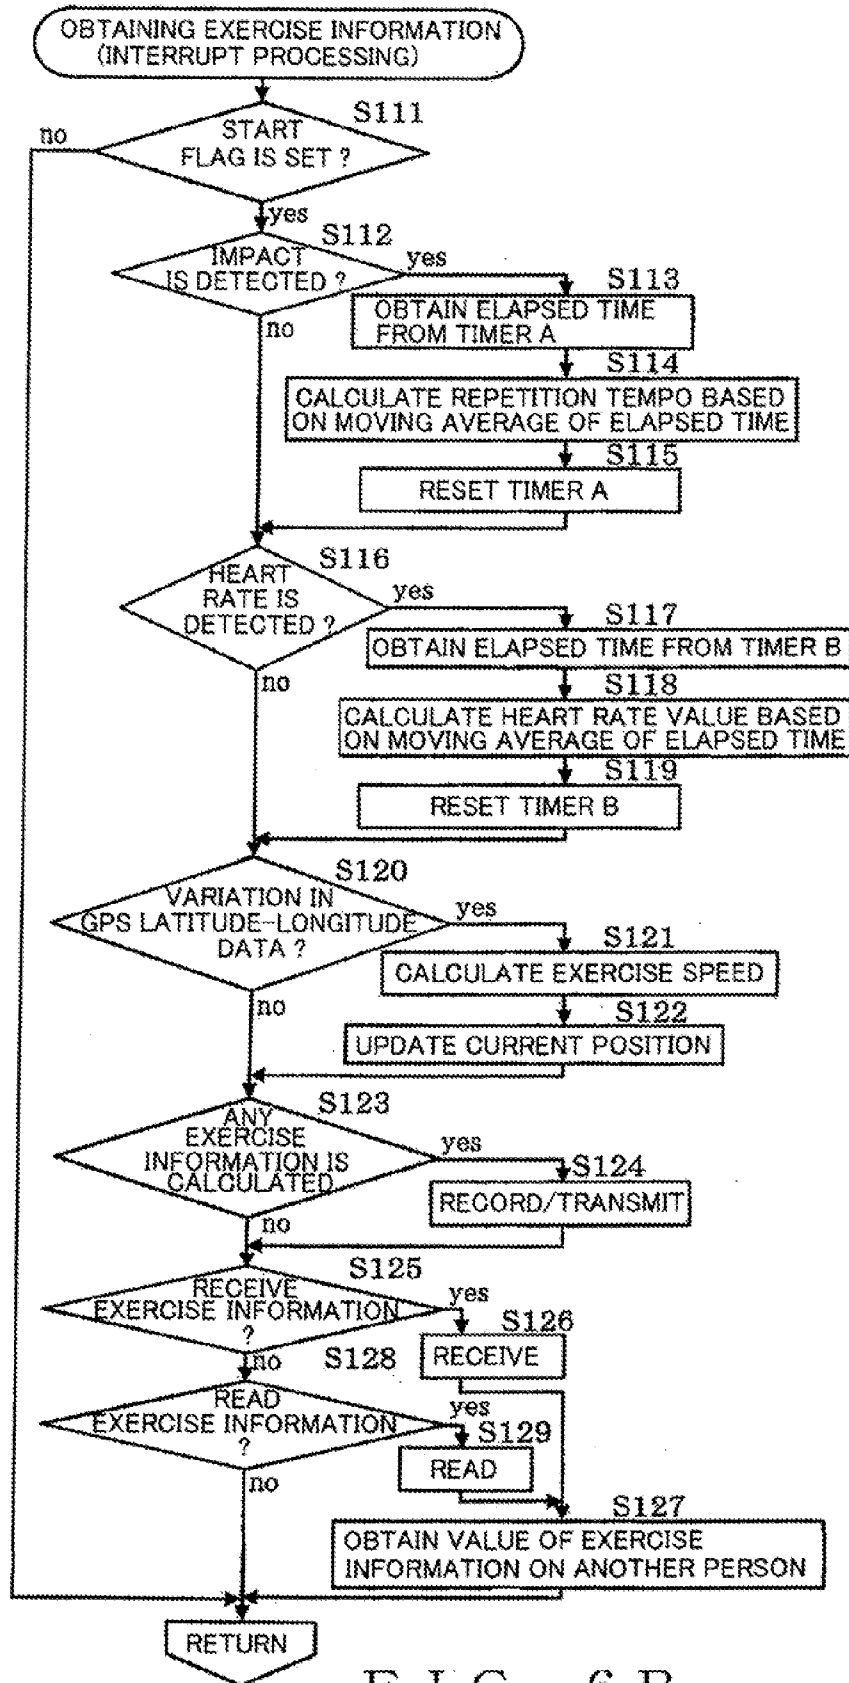 OBTAINING EXERCISE INFORMATION
(INTERRUPT PROCESSING)
S111
no
START
FLAG IS SET ?
yes
S112
IMPACT
IS DETECTED ?
yes
no
S113
OBTAIN ELAPSED TIME
FROM TIMER A
S114
CALCULATE REPETITION TEMPO BASED
ON MOVING AVERAGE OF ELAPSED TIME
S115
RESET TIMER A
S116
HEART
RATE IS
DETECTED ?
yes
no
S117
OBTAIN ELAPSED TIME FROM TIMER B
S118
CALCULATE HEART RATE VALUE BASED
ON MOVING AVERAGE OF ELAPSED TIME
S119
RESET TIMER B
S120
VARIATION IN
GPS LATITUDE-LONGITUDE
DATA ?
yes
no
S121
CALCULATE EXERCISE SPEED
S122
UPDATE CURRENT POSITION
S123
ANY
EXERCISE
INFORMATION IS
CALCULATED
yes
no
S124
RECORD/TRANSMIT
S125
RECEIVE
EXERCISE INFORMATION
?
yes
no
S126
RECEIVE
S128
READ
EXERCISE INFORMATION
?
yes
no
S129
READ
S127
OBTAIN VALUE OF EXERCISE
INFORMATION ON ANOTHER PERSON
RETURN
FIG. 6B